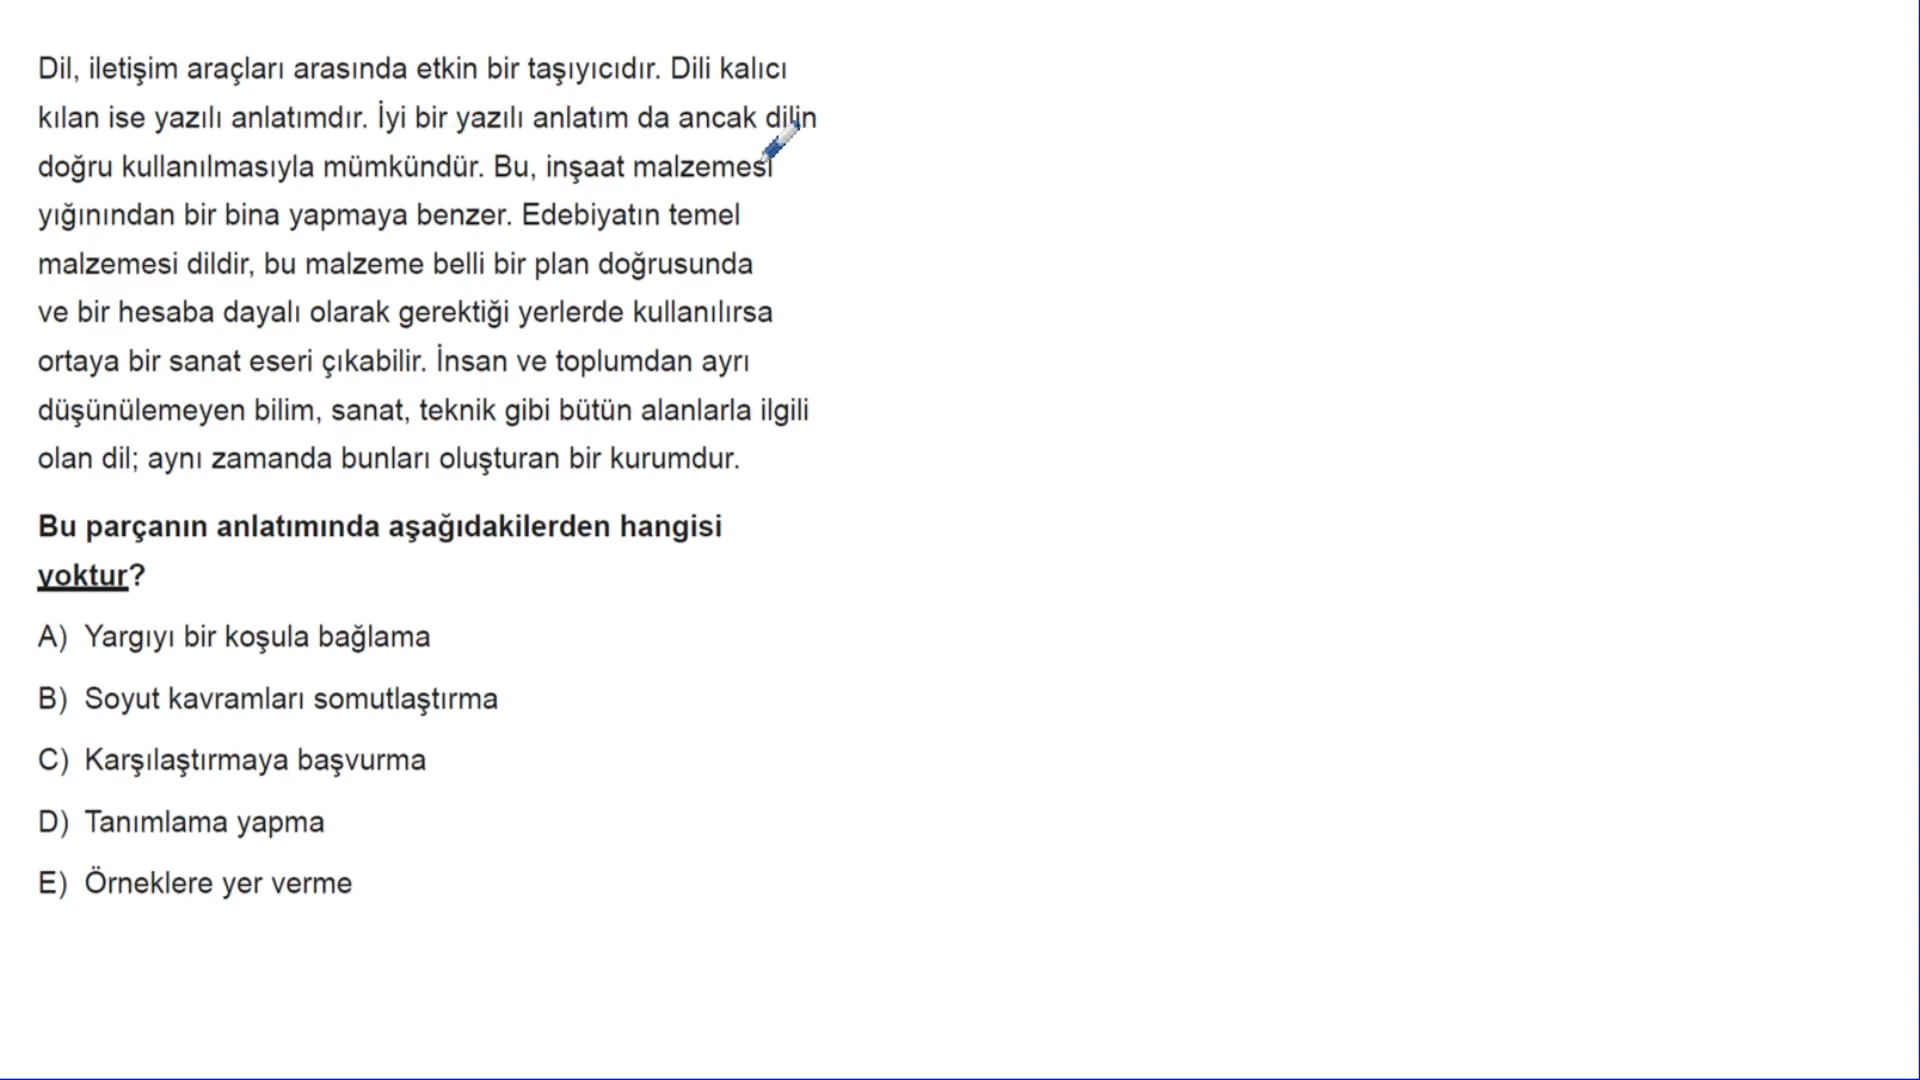 Dil, iletişim araçları arasında etkin bir taşıyıcıdır. Dili kalıcı
kılan ise yazılı anlatımdır. İyi bir yazılı anlatım da ancak dilin
doğru kullanılmasıyla mümkündür. Bu, inşaat malzemesi
yığınından bir bina yapmaya benzer. Edebiyatın temel
malzemesi dildir, bu malzeme belli bir plan doğrusunda
ve bir hesaba dayalı olarak gerektiği yerlerde kullanılırsa
ortaya bir sanat eseri çıkabilir. İnsan ve toplumdan ayrı
düşünülemeyen bilim, sanat, teknik gibi bütün alanlarla ilgili
olan dil; aynı zamanda bunları oluşturan bir kurumdur.
Bu parçanın anlatımında aşağıdakilerden hangisi
yoktur?
A) Yargıyı bir koşula bağlama
B) Soyut kavramları somutlaştırma
C) Karşılaştırmaya başvurma
D) Tanımlama yapma
E) Örneklere yer verme